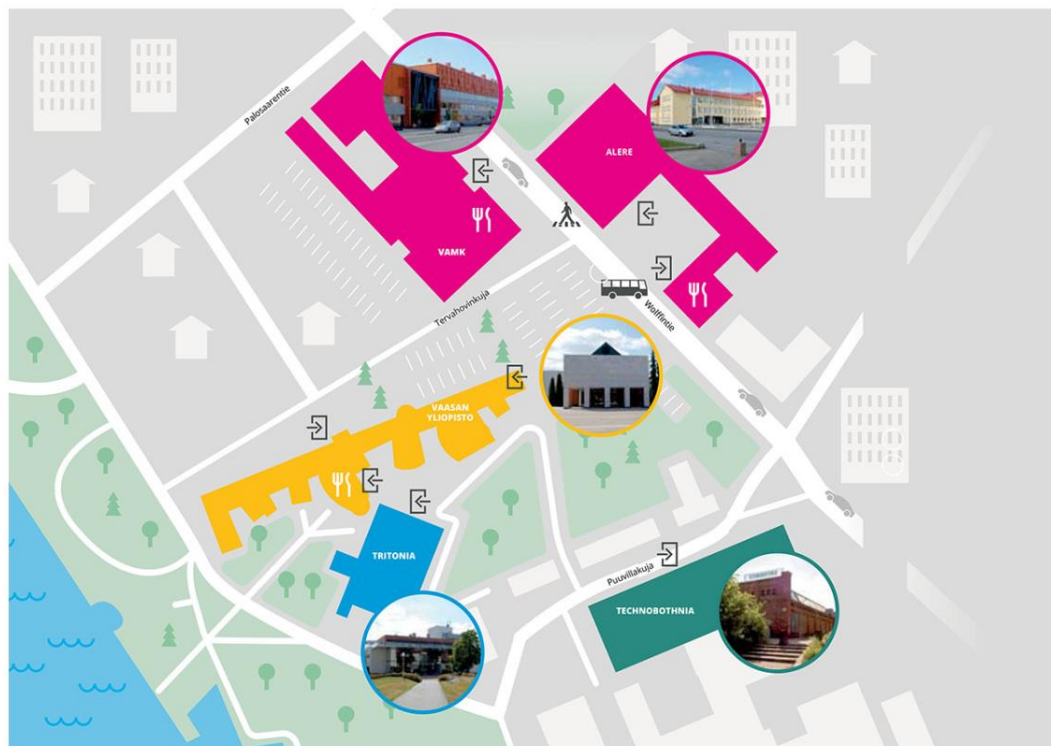 Palosaarentie
ALERE
VAMK
Tervahovinkuja
Wolffintie
VAASAN
YLIOPISTO
TRITONIA
Puuvillakuja
TECHNOBOTHNIA